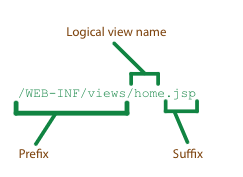 Logical view name
/WEB-INF/views/home.jsp
Prefix
Suffix